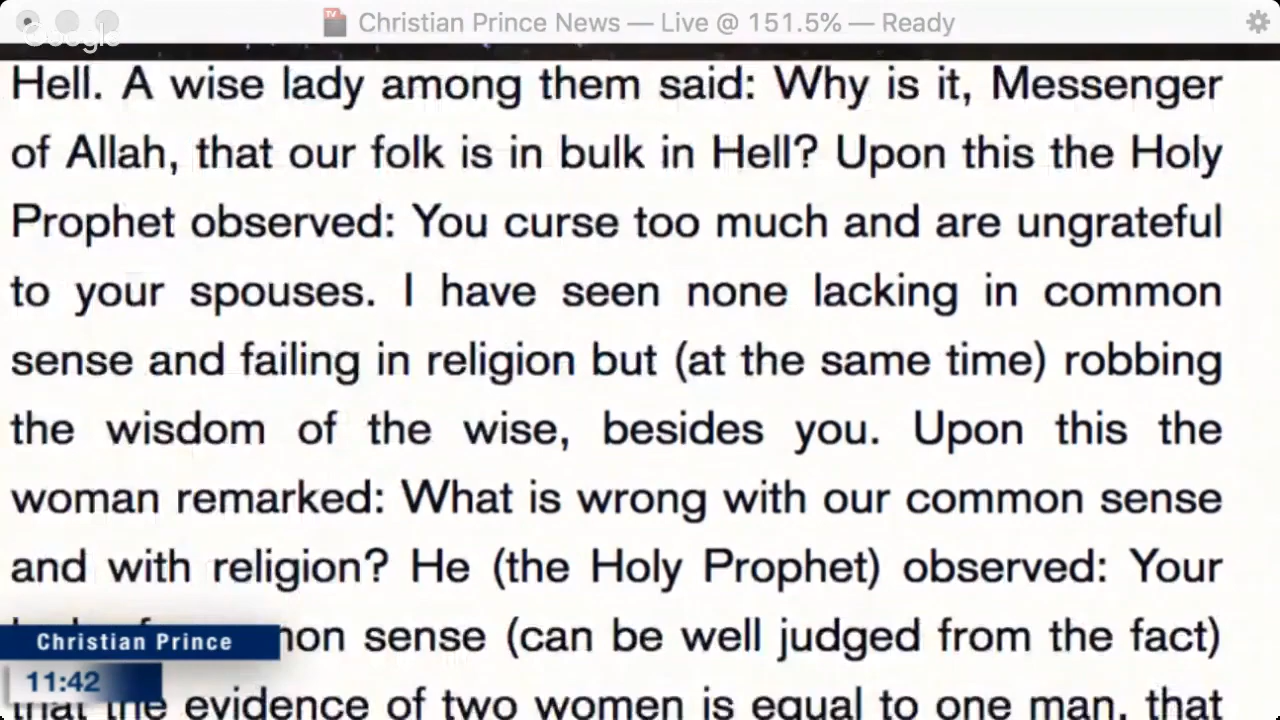 Christian Prince News — Live @ 151.5% — Ready
Google
Hell. A wise lady among them said: Why is it, Messenger
of Allah, that our folk is in bulk in Hell? Upon this the Holy
Prophet observed: You curse too much and are ungrateful
to your spouses. I have seen none lacking in common
sense and failing in religion but (at the same time) robbing
the wisdom of the wise, besides you. Upon this the
woman remarked: What is wrong with our common sense
and with religion? He (the Holy Prophet) observed: Your
sense (can be well judged from the fact)
Christian Prince
11:42
that the evidence of two women is equal to one man, that